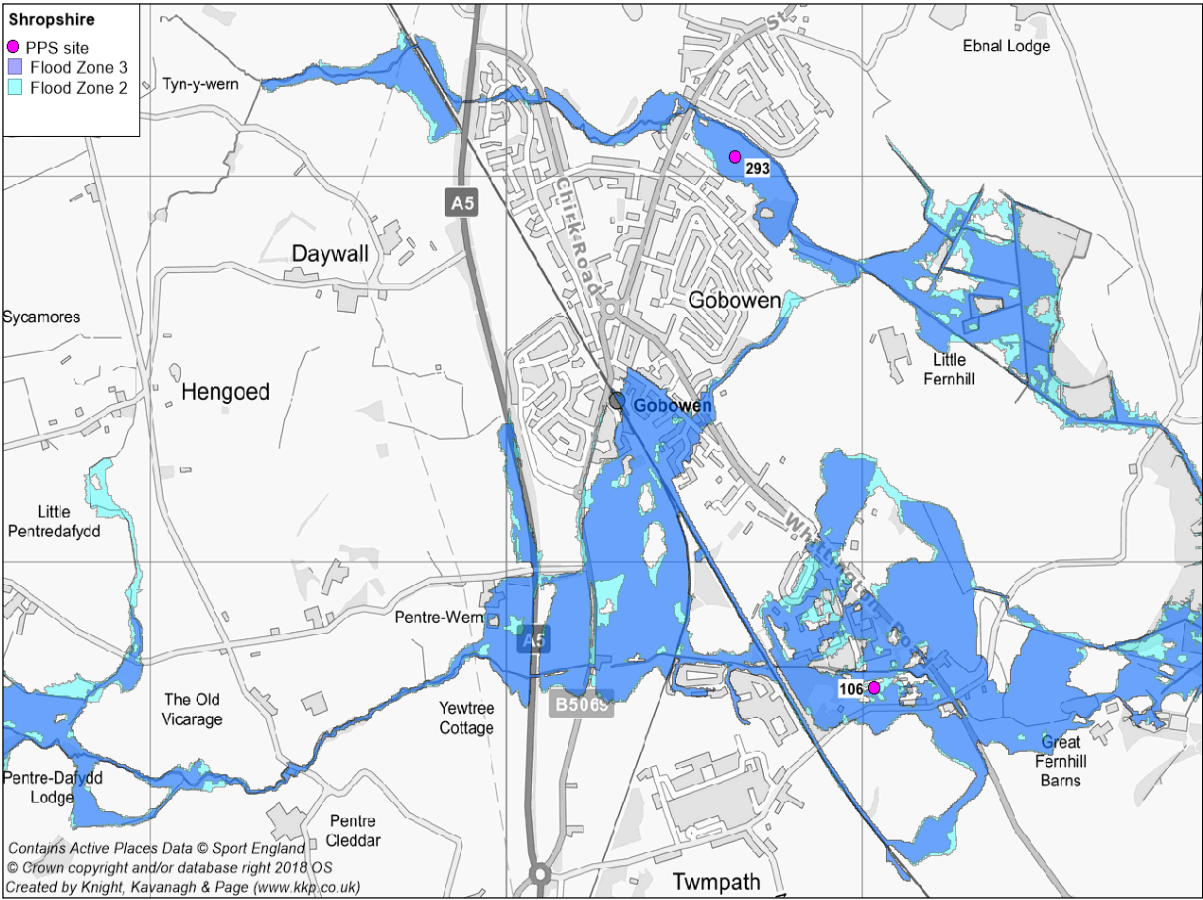 Shropshire
PPS site
Flood Zone 3
Flood Zone 2
Tyn-y-wern
St
Ebnal Lodge
293
A5
Chirk Road
Daywall
Gobowen
Sycamores
Little
Fernhill
Hengoed
Gobowen
Little
Pentredafydd
Whittington Road
Pentre-Wern
A5
106
The Old
Vicarage
Yewtree
Cottage
B5069
Great
Fernhill
Barns
Pentre-Dafydd
Lodge
Pentre
Cleddar
Twmpath
Contains Active Places Data © Sport England
© Crown copyright and/or database right 2018 OS
Created by Knight, Kavanagh & Page (www.kkp.co.uk)